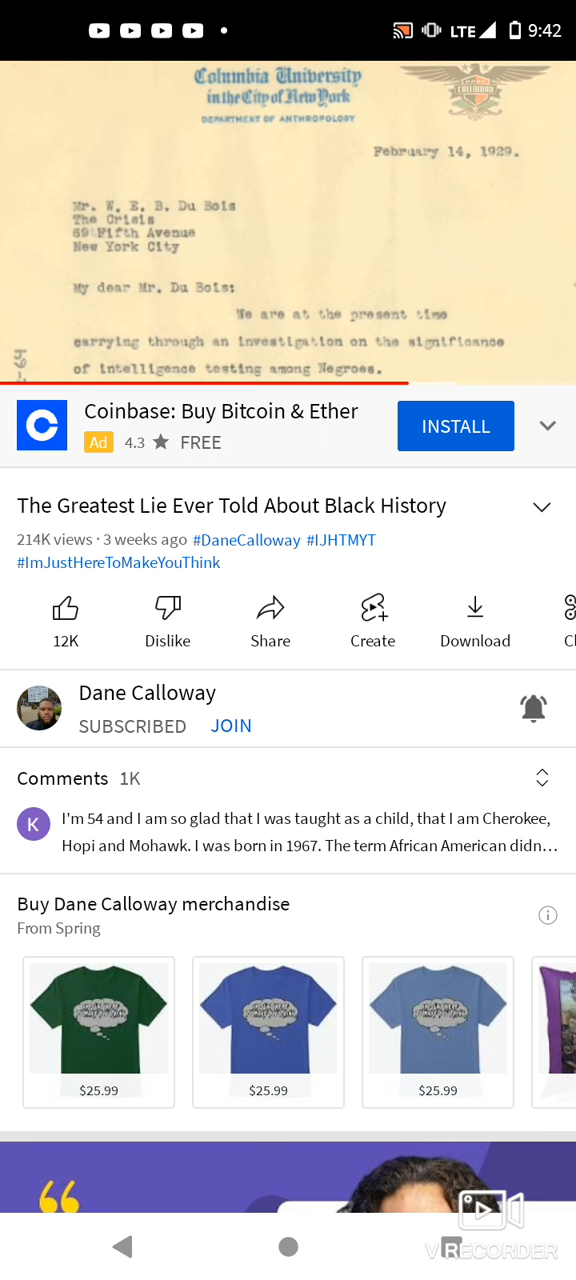 LTE 9:42
Columbia University
in the City of New York
DEPARTMENT OF ANTHROPOLOGY
CALLOWAY
February 14, 1929.
Mr. W. E. B. Du Bois
The Crisis
69 Fifth Avenue
New York City
My dear Mr. Du Bois:
We are at the present time
carrying through an investigation on the significance
of intelligence testing among Negroes.
Coinbase: Buy Bitcoin & Ether
Ad 4.3 ★ FREE
INSTALL
The Greatest Lie Ever Told About Black History
214K views · 3 weeks ago #DaneCalloway #IJHTMYT
#ImJustHereToMakeYouThink
12K Dislike Share Create Download Cl
Dane Calloway
SUBSCRIBED JOIN
Comments 1K
K
I'm 54 and I am so glad that I was taught as a child, that I am Cherokee,
Hopi and Mohawk. I was born in 1967. The term African American didn…
Buy Dane Calloway merchandise
From Spring
$25.99 $25.99 $25.99
VRECORDER